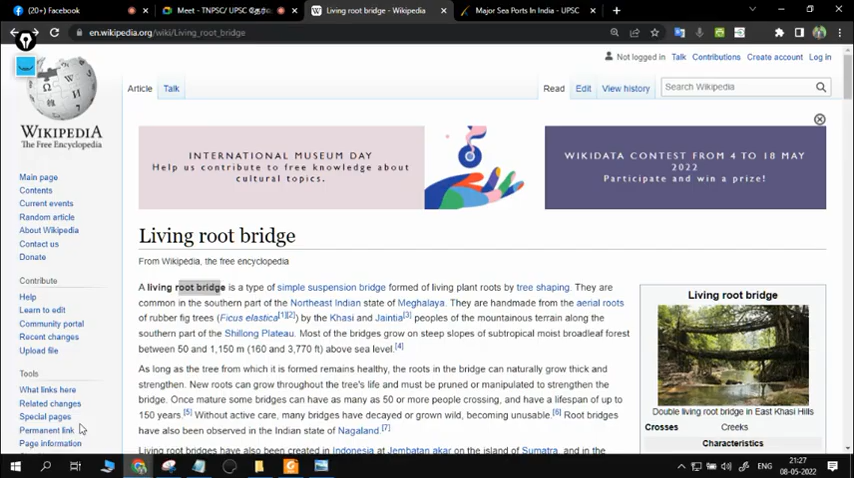 (20+) Facebook
Meet - TNPSC/ UPSC
Living root bridge - Wikipedia
Major Sea Ports In India - UPSC
en.wikipedia.org/wiki/Living_root_bridge
Not logged in Talk Contributions Create account Log in
Article Talk Read Edit View history Search Wikipedia
WIKIPEDIA
The Free Encyclopedia
Main page
Contents
Current events
Random article
About Wikipedia
Contact us
Donate
Contribute
Help
Learn to edit
Community portal
Recent changes
Upload file
Tools
What links here
Related changes
Special pages
Permanent link
Page information
INTERNATIONAL MUSEUM DAY
Help us contribute to free knowledge about
cultural topics.
WIKIDATA CONTEST FROM 4 TO 18 MAY
2022
Participate and win a prize!
Living root bridge
From Wikipedia, the free encyclopedia
A living root bridge is a type of simple suspension bridge formed of living plant roots by tree shaping. They are
common in the southern part of the Northeast Indian state of Meghalaya. They are handmade from the aerial roots
of rubber fig trees (Ficus elastica)[1][2] by the Khasi and Jaintia[3] peoples of the mountainous terrain along the
southern part of the Shillong Plateau. Most of the bridges grow on steep slopes of subtropical moist broadleaf forest
between 50 and 1,150 m (160 and 3,770 ft) above sea level.[4]
As long as the tree from which it is formed remains healthy, the roots in the bridge can naturally grow thick and
strengthen. New roots can grow throughout the tree's life and must be pruned or manipulated to strengthen the
bridge. Once mature some bridges can have as many as 50 or more people crossing, and have a lifespan of up to
150 years.[5] Without active care, many bridges have decayed or grown wild, becoming unusable.[6] Root bridges
have also been observed in the Indian state of Nagaland.[7]
Living root bridges have also been created in Indonesia, at Jembatan akar on the island of Sumatra, and in the
Living root bridge
Double living root bridge in East Khasi Hills
Crosses Creeks
Characteristics
ENG
21:27
08-05-2022